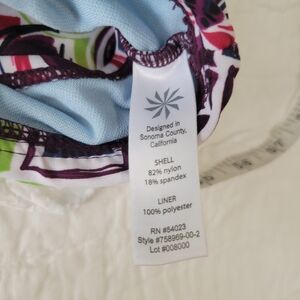 Designed in
Sonoma County,
California
SHELL
82% nylon
18% spandex
LINER
100% polyester
RN #54023
Style #758969-00-2
Lot #008000